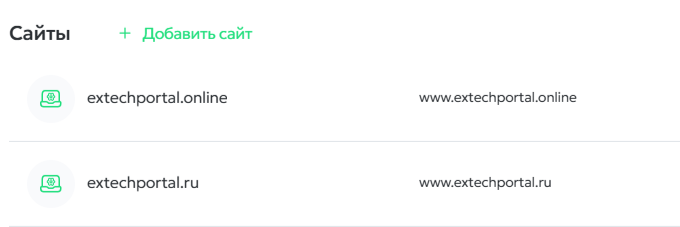 Сайты + Добавить сайт
extechportal.online www.extechportal.online
extechportal.ru www.extechportal.ru